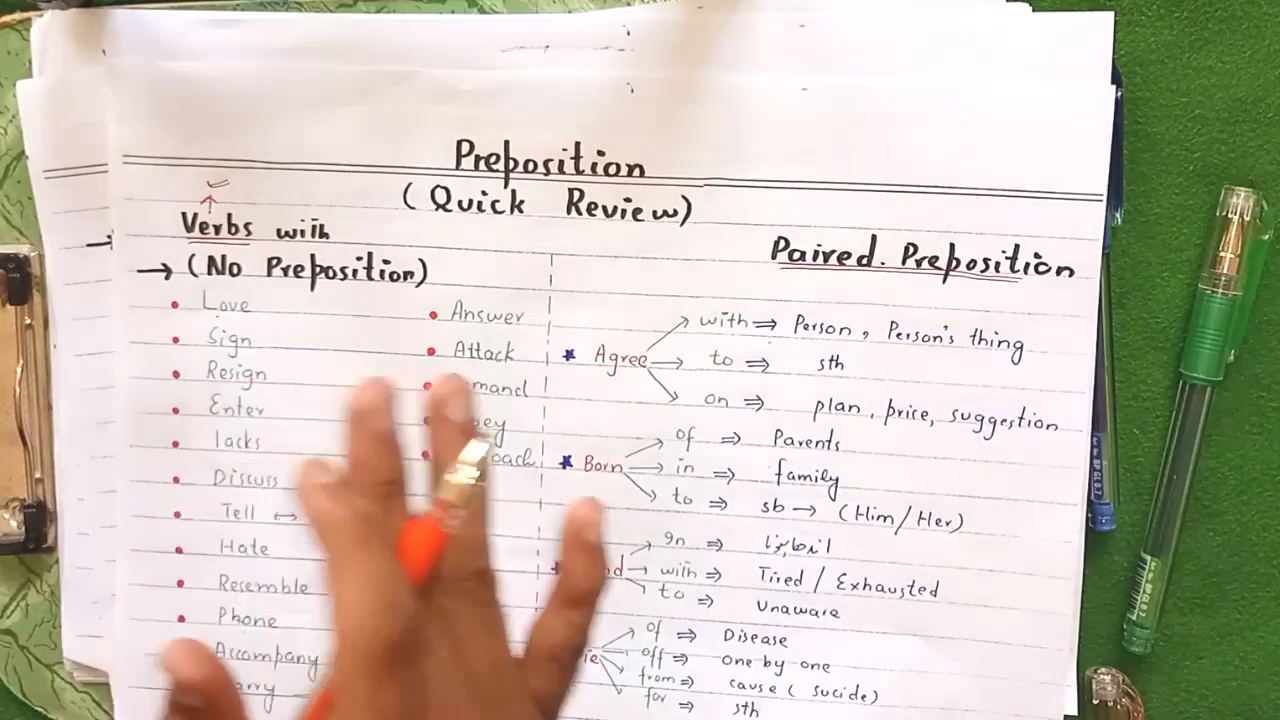 Preposition
(Quick Review)
Verbs with
→ (No Preposition)
• Love
• Sign
• Resign
• Enter
• lacks
• Discuss
• Tell ↔
• Hate
• Resemble
• Phone
Accompany
• Answer
• Attack
Paired. Preposition
★ Agree
with ⇒ Person, Person's thing
to ⇒ sth
on ⇒ plan, price, suggestion
★ Born
of ⇒ Parents
in ⇒ family
to ⇒ sb → (Him/Her)
in ⇒
with ⇒ Tired / Exhausted
to ⇒ Unaware
of ⇒ Disease
off ⇒ one by one
from ⇒ cause (sucide)
for ⇒ sth